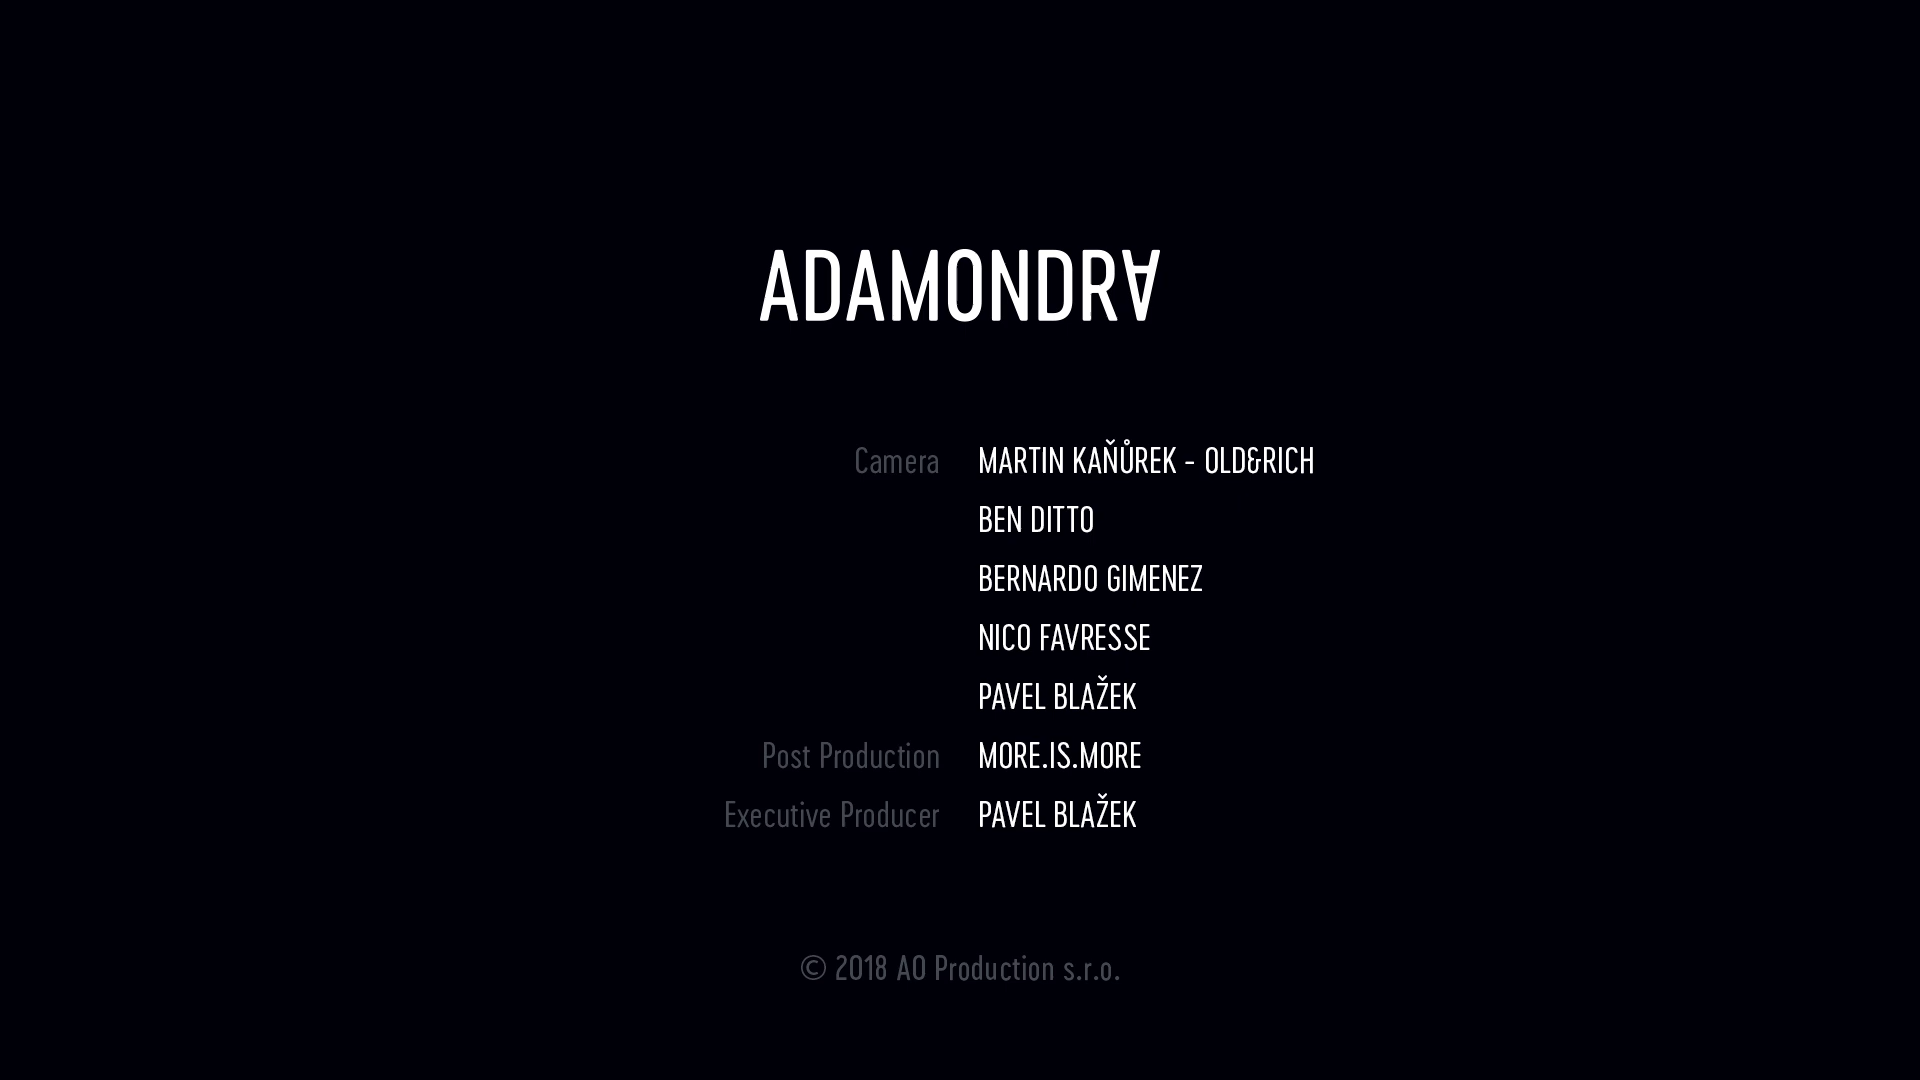 ADAMONDRA
Camera MARTIN KAŇŮREK - OLD&RICH
BEN DITTO
BERNARDO GIMENEZ
NICO FAVRESSE
PAVEL BLAŽEK
Post Production MORE.IS.MORE
Executive Producer PAVEL BLAŽEK
© 2018 AO Production s.r.o.